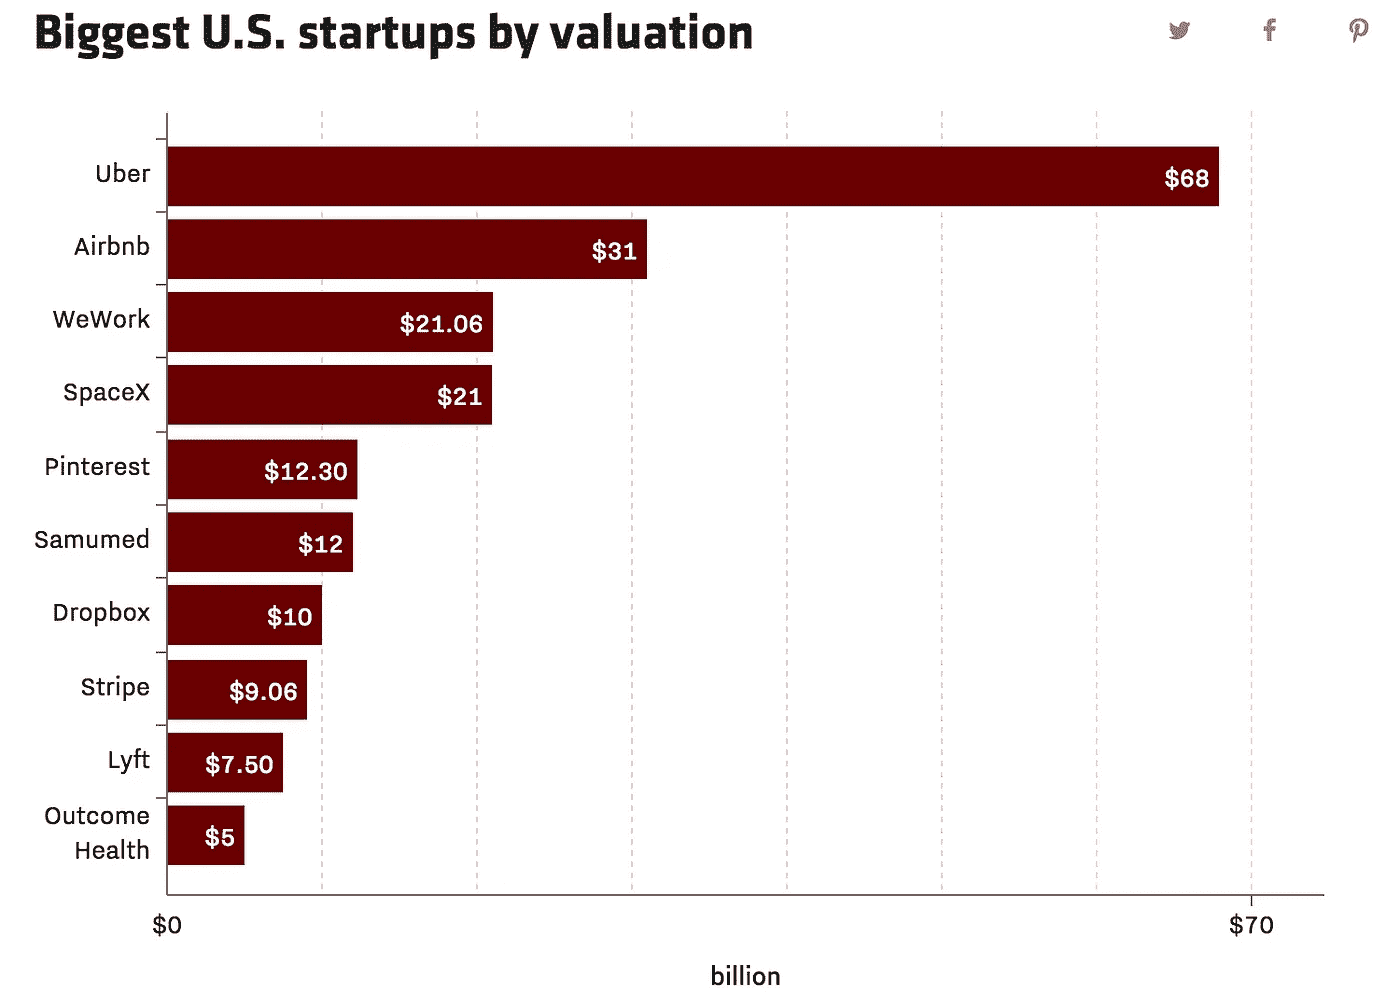 Biggest U.S. startups by valuation
Uber
$68
Airbnb
$31
WeWork
$21.06
SpaceX
$21
Pinterest
$12.30
Samumed
$12
Dropbox
$10
Stripe
$9.06
Lyft
$7.50
Outcome
Health
$5
$0
$70
billion